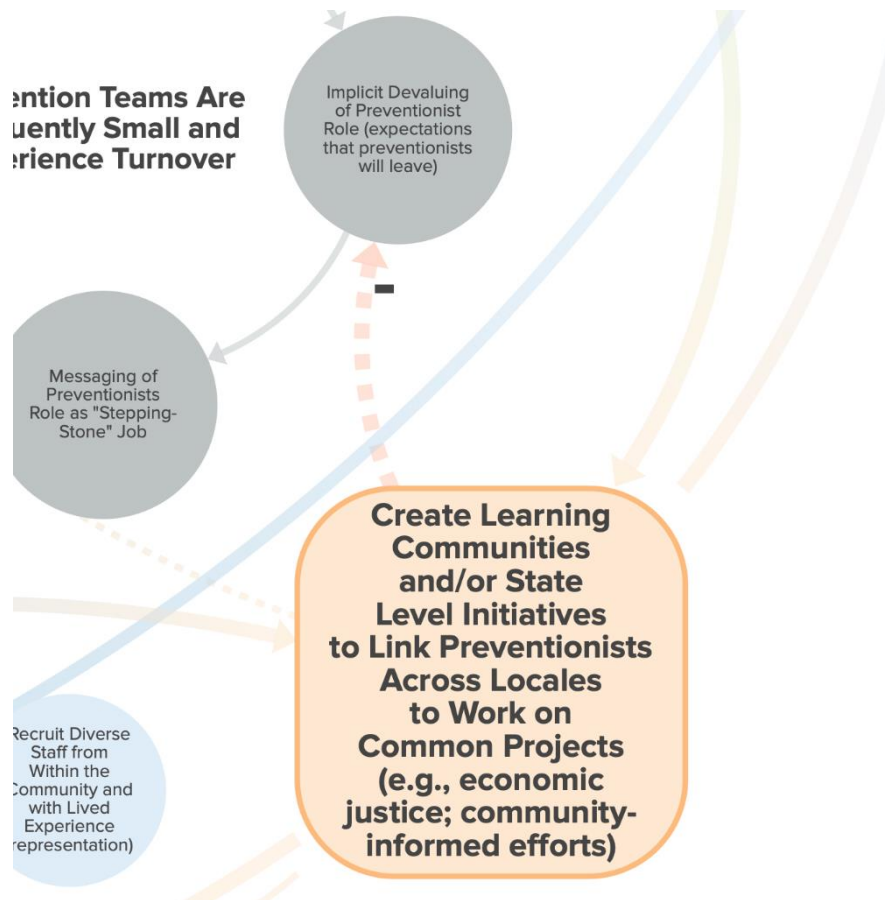 ention Teams Are
uently Small and
erience Turnover
Implicit Devaluing
of Preventionist
Role (expectations
that preventionists
will leave)
-
Messaging of
Preventionists
Role as "Stepping-
Stone" Job
Create Learning
Communities
and/or State
Level Initiatives
to Link Preventionists
Across Locales
to Work on
Common Projects
(e.g., economic
justice; community-
informed efforts)
Recruit Diverse
Staff from
Within the
Community and
with Lived
Experience
representation)